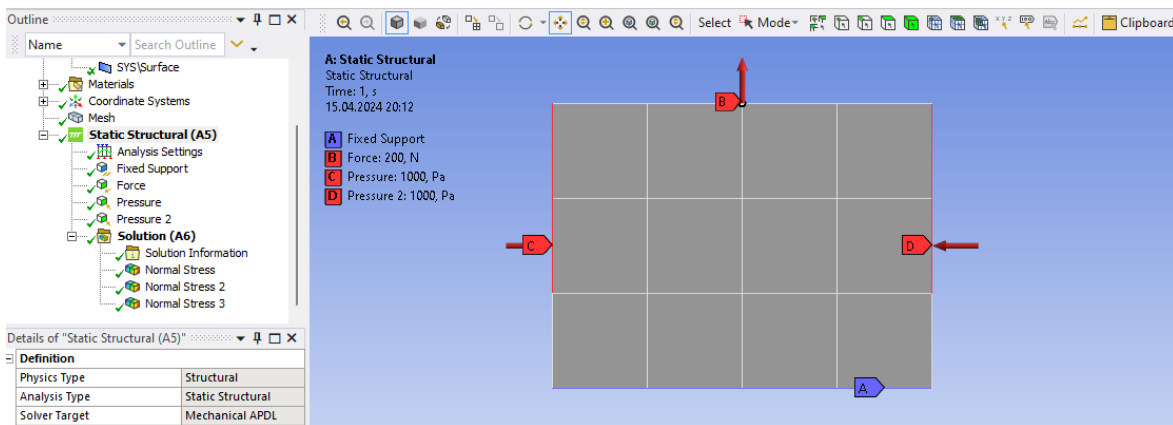 Outline
Name Search Outline
SYS\Surface
Materials
Coordinate Systems
Mesh
Static Structural (A5)
Analysis Settings
Fixed Support
Force
Pressure
Pressure 2
Solution (A6)
Solution Information
Normal Stress
Normal Stress 2
Normal Stress 3
Details of "Static Structural (A5)"
Definition
Physics Type Structural
Analysis Type Static Structural
Solver Target Mechanical APDL
Select Mode Clipboard
A: Static Structural
Static Structural
Time: 1, s
15.04.2024 20:12
A Fixed Support
B Force: 200, N
C Pressure: 1000, Pa
D Pressure 2: 1000, Pa
B
C
D
A